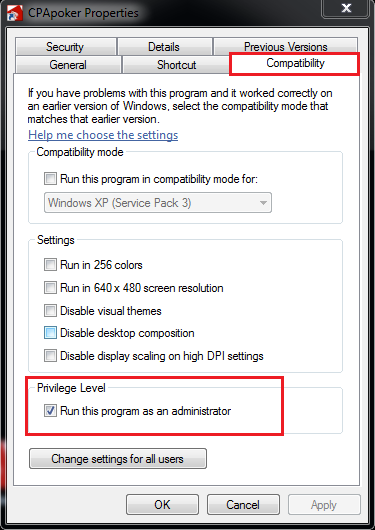 CPApoker Properties
X
Security
Details
Previous Versions
General
Shortcut
Compatibility
If you have problems with this program and it worked correctly on
an earlier version of Windows, select the compatibility mode that
matches that earlier version.
Help me choose the settings
Compatibility mode
Run this program in compatibility mode for:
Windows XP (Service Pack 3)
Settings
Run in 256 colors
Run in 640 x 480 screen resolution
Disable visual themes
Disable desktop composition
Disable display scaling on high DPI settings
Privilege Level
Run this program as an administrator
Change settings for all users
OK
Cancel
Apply